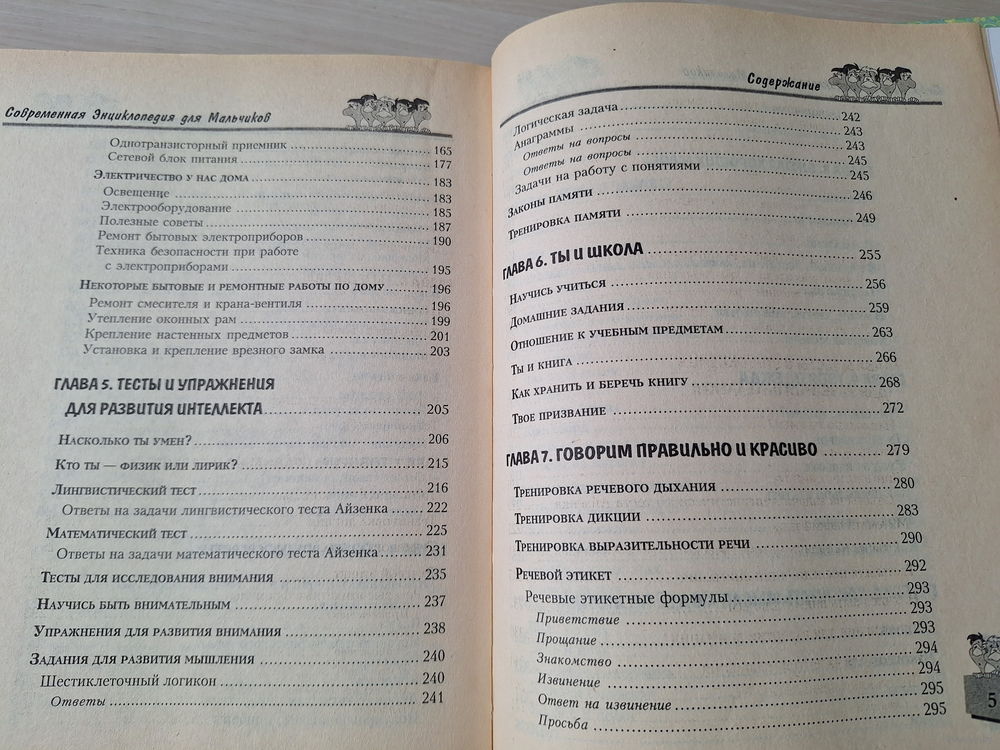 Современная Энциклопедия для Мальчиков
Однотранзисторный приемник 165
Сетевой блок питания 177
Электричество у нас дома 183
Освещение 183
Электрооборудование 185
Полезные советы 187
Ремонт бытовых электроприборов 190
Техника безопасности при работе
с электроприборами 195
Некоторые бытовые и ремонтные работы по дому 196
Ремонт смесителя и крана-вентиля 196
Утепление оконных рам 199
Крепление настенных предметов 201
Установка и крепление врезного замка 203
ГЛАВА 5. ТЕСТЫ И УПРАЖНЕНИЯ
ДЛЯ РАЗВИТИЯ ИНТЕЛЛЕКТА 205
Насколько ты умен? 206
Кто ты — физик или лирик? 215
Лингвистический тест 216
Ответы на задачи лингвистического теста Айзенка 222
Математический тест 225
Ответы на задачи математического теста Айзенка 231
Тесты для исследования внимания 235
Научись быть внимательным 237
Упражнения для развития внимания 238
Задания для развития мышления 240
Шестиклеточный логикон 240
Ответы 241
Содержание
Логическая задача 242
Анаграммы 243
Ответы на вопросы 243
Ответы на вопросы 245
Задачи на работу с понятиями 245
Законы памяти 246
Тренировка памяти 249
ГЛАВА 6. ТЫ И ШКОЛА 255
Научись учиться 256
Домашние задания 259
Отношение к учебным предметам 263
Ты и книга 266
Как хранить и беречь книгу 268
Твое призвание 272
ГЛАВА 7. ГОВОРИМ ПРАВИЛЬНО И КРАСИВО 279
Тренировка речевого дыхания 280
Тренировка дикции 283
Тренировка выразительности речи 290
Речевой этикет 292
Речевые этикетные формулы 293
Приветствие 293
Прощание 293
Знакомство 294
Извинение 294
Ответ на извинение 295
Просьба 295
5